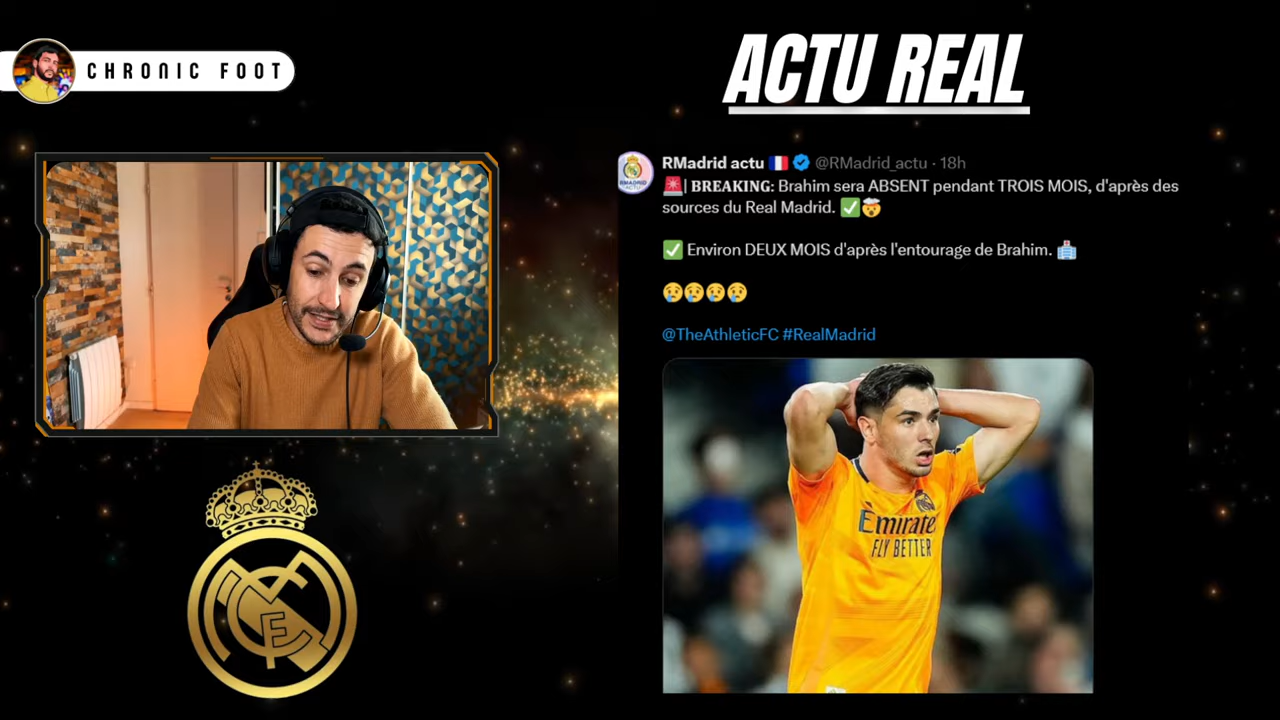 CHRONIC FOOT
ACTU REAL
RMadrid actu @RMadrid_actu · 18h
| BREAKING: Brahim sera ABSENT pendant TROIS MOIS, d'après des
sources du Real Madrid.
Environ DEUX MOIS d'après l'entourage de Brahim.
@TheAthleticFC #RealMadrid
Emirate
FLY BETTER